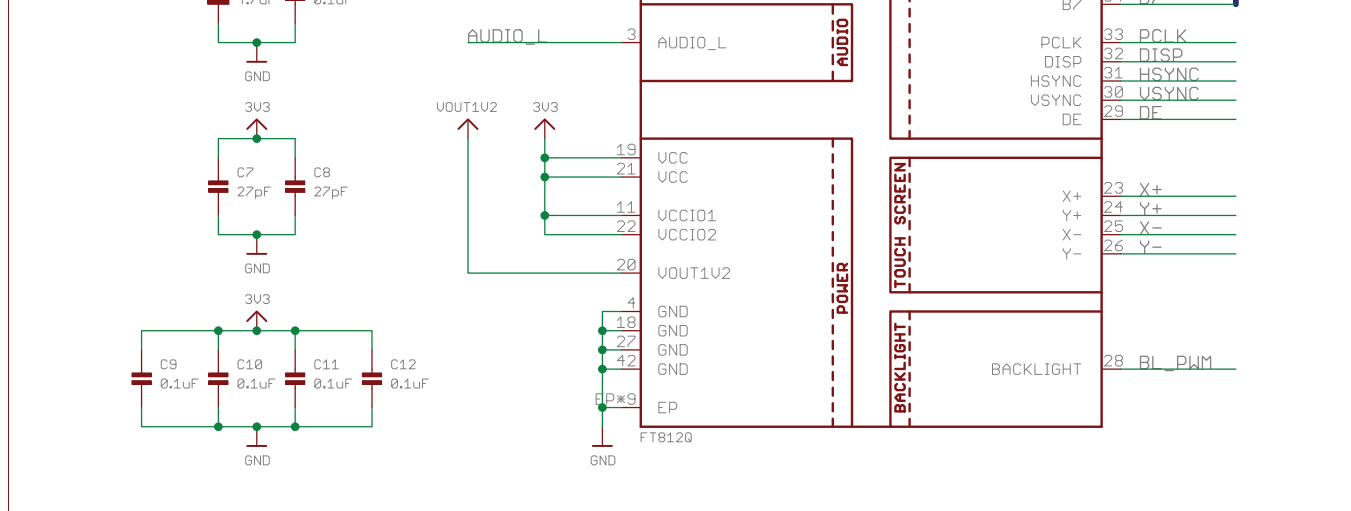 0.1uF
GND
AUDIO_L
3
AUDIO_L
AUDIO
B7
PCLK
33
PCLK
DISP
32
DISP
HSYNC
31
HSYNC
VSYNC
30
VSYNC
DE
29
DE
3V3
C7
27pF
C8
27pF
GND
VOUT1V2
3V3
19
VCC
21
VCC
11
VCCIO1
22
VCCIO2
20
VOUT1V2
4
GND
18
GND
27
GND
42
GND
EP*9
EP
POWER
FT812Q
GND
TOUCH SCREEN
X+
23
X+
Y+
24
Y+
X-
25
X-
Y-
26
Y-
BACKLIGHT
BACKLIGHT
28
BL_PWM
3V3
C9
0.1uF
C10
0.1uF
C11
0.1uF
C12
0.1uF
GND